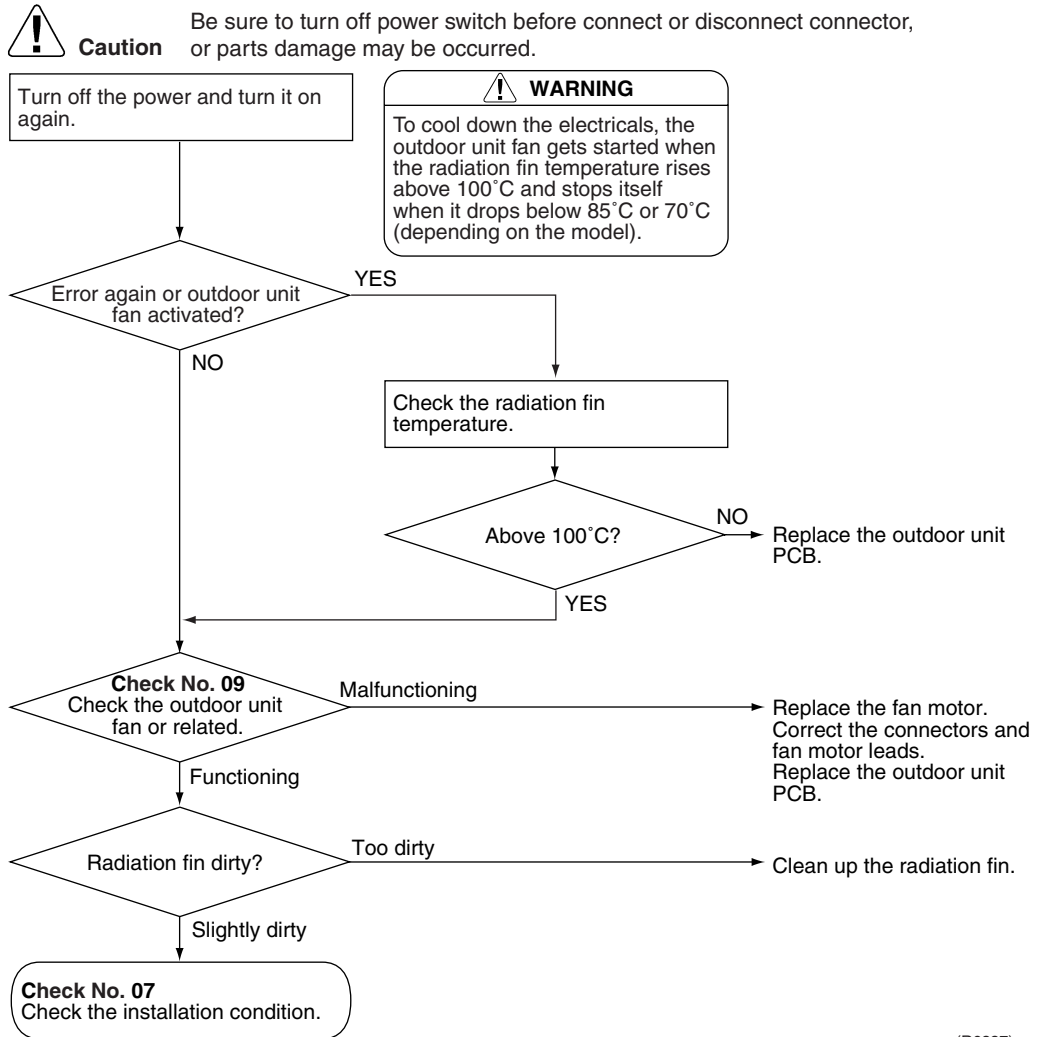 Be sure to turn off power switch before connect or disconnect connector,
Caution or parts damage may be occurred.
Turn off the power and turn it on
again.
WARNING
To cool down the electricals, the
outdoor unit fan gets started when
the radiation fin temperature rises
above 100˚C and stops itself
when it drops below 85˚C or 70˚C
(depending on the model).
Error again or outdoor unit
fan activated?
YES
NO
Check the radiation fin
temperature.
Above 100˚C?
NO
Replace the outdoor unit
PCB.
YES
Check No. 09
Check the outdoor unit
fan or related.
Malfunctioning
Replace the fan motor.
Correct the connectors and
fan motor leads.
Replace the outdoor unit
PCB.
Functioning
Radiation fin dirty?
Too dirty
Clean up the radiation fin.
Slightly dirty
Check No. 07
Check the installation condition.